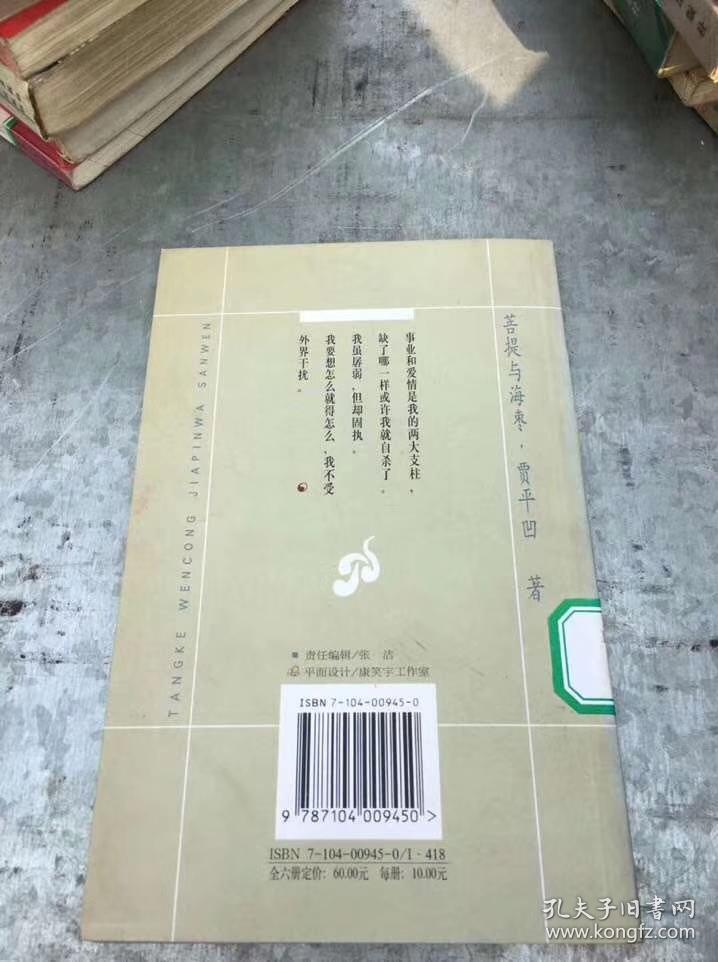 菩提与海枣，贾平凹 著
事业和爱情是我的两大支柱，
缺了哪一样或许我就自杀了。
我虽孱弱，但却固执。
我要想怎么就得怎么，我不受
外界干扰。
TANGKE WENCONG JIAPINWA SANWEN
■ 责任编辑/张 洁
平面设计/康笑宇工作室
ISBN 7-104-00945-0
9 787104 009450 >
ISBN 7-104-00945-0/I·418
全六册定价：60.00元 每册：10.00元
孔夫子旧书网
www.kongfz.com